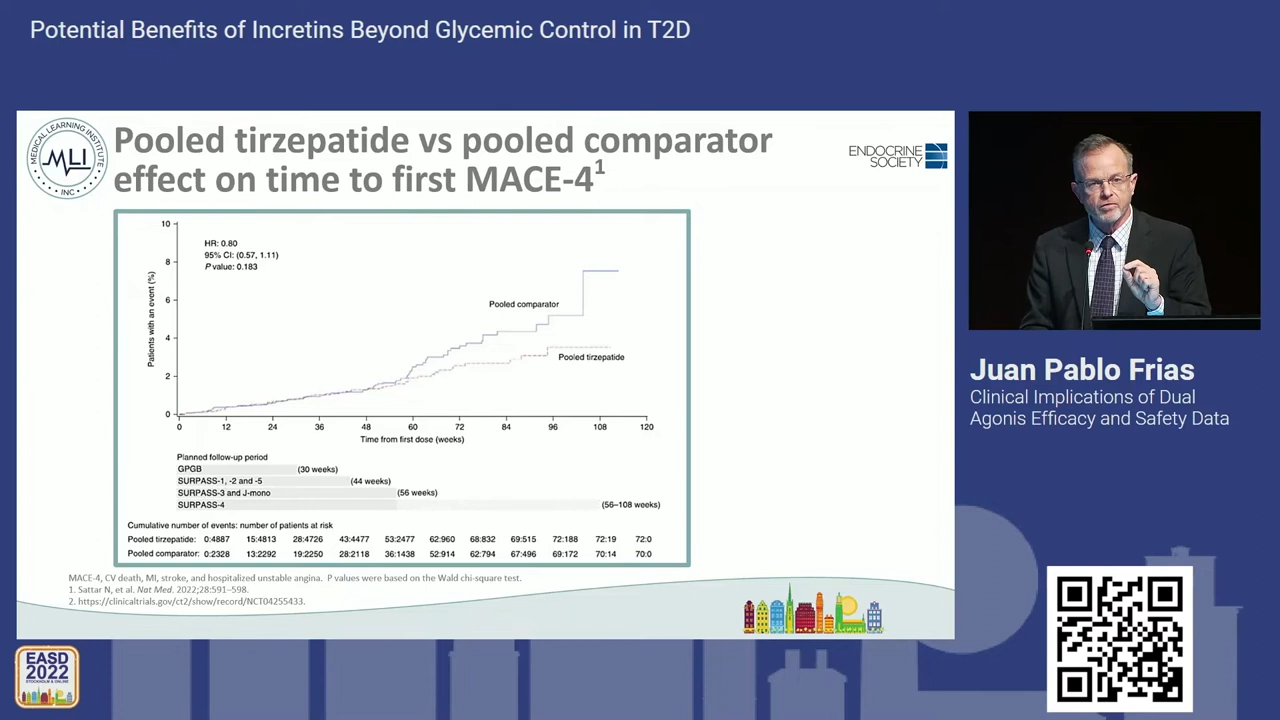 Potential Benefits of Incretins Beyond Glycemic Control in T2D
MEDICAL LEARNING INSTITUTE
MLI
INC
Pooled tirzepatide vs pooled comparator
effect on time to first MACE-4¹
ENDOCRINE
SOCIETY
10
8
6
4
2
0
Patients with an event (%)
HR: 0.80
95% CI: (0.57, 1.11)
P value: 0.183
Pooled comparator
Pooled tirzepatide
0 12 24 36 48 60 72 84 96 108 120
Time from first dose (weeks)
Planned follow-up period
GPGB (30 weeks)
SURPASS-1, -2 and -5 (44 weeks)
SURPASS-3 and J-mono (56 weeks)
SURPASS-4 (56–108 weeks)
Cumulative number of events: number of patients at risk
Pooled tirzepatide: 0:4887 15:4813 28:4726 43:4477 53:2477 62:960 68:832 69:515 72:188 72:19 72:0
Pooled comparator: 0:2328 13:2292 19:2250 28:2118 36:1438 52:914 62:794 67:496 69:172 70:14 70:0
MACE-4, CV death, MI, stroke, and hospitalized unstable angina. P values were based on the Wald chi-square test.
1. Sattar N, et al. Nat Med. 2022;28:591–598.
2. https://clinicaltrials.gov/ct2/show/record/NCT04255433.
Juan Pablo Frias
Clinical Implications of Dual
Agonis Efficacy and Safety Data
EASD
2022
STOCKHOLM & ONLINE